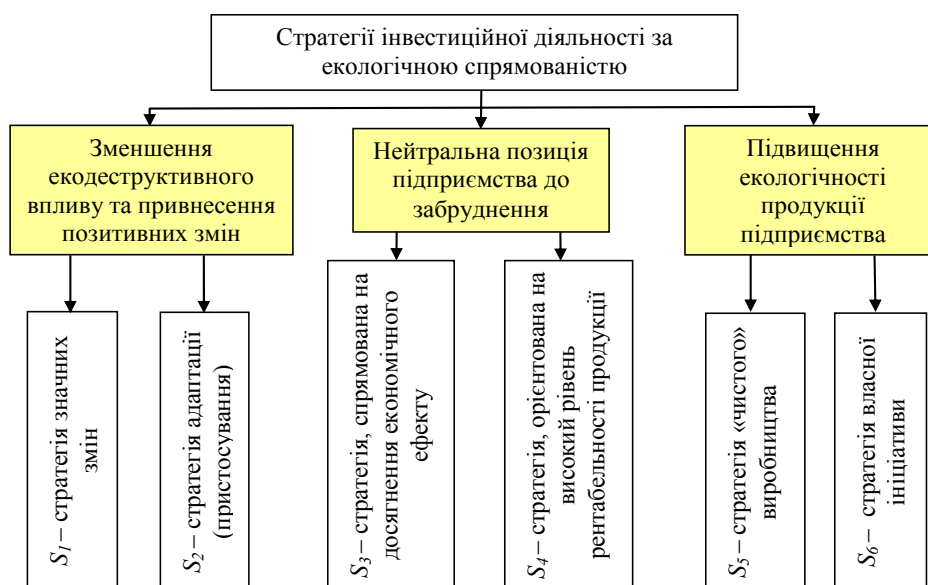 Стратегії інвестиційної діяльності за
екологічною спрямованістю
Зменшення
екодеструктивного
впливу та привнесення
позитивних змін
Нейтральна позиція
підприємства до
забруднення
Підвищення
екологічності
продукції
підприємства
S1 – стратегія значних
змін
S2 – стратегія адаптації
(пристосування)
S3 – стратегія, спрямована на
досягнення економічного
ефекту
S4 – стратегія, орієнтована на
високий рівень
рентабельності продукції
S5 – стратегія «чистого»
виробництва
S6 – стратегія власної
ініціативи